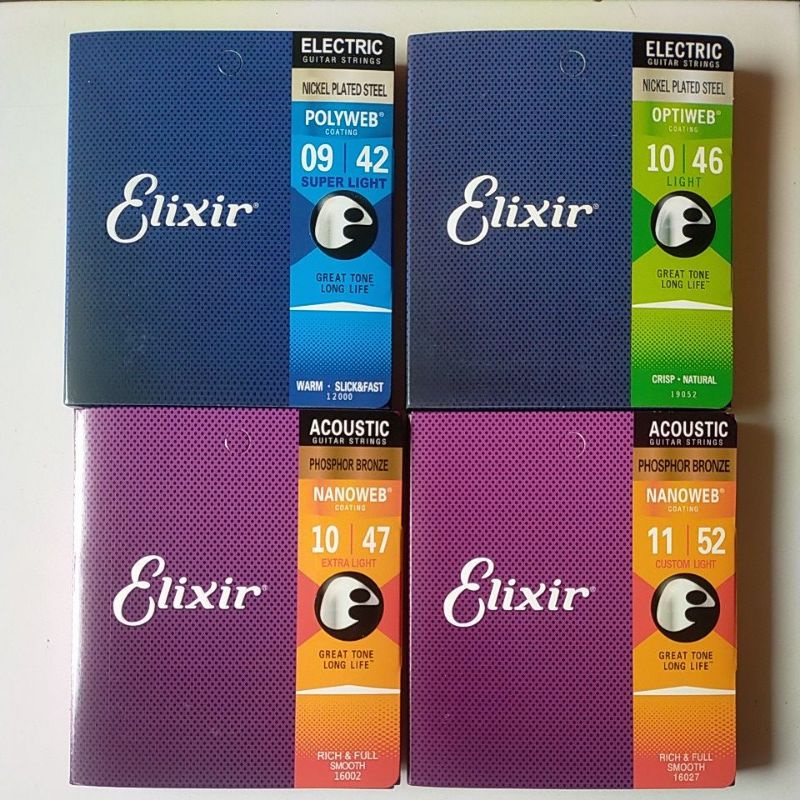 ELECTRIC
GUITAR STRINGS
NICKEL PLATED STEEL
POLYWEB®
COATING
09 | 42
SUPER LIGHT
Elixir®
GREAT TONE
LONG LIFE™
WARM · SLICK&FAST
12000
ELECTRIC
GUITAR STRINGS
NICKEL PLATED STEEL
OPTIWEB®
COATING
10 | 46
LIGHT
Elixir®
GREAT TONE
LONG LIFE™
CRISP · NATURAL
19052
ACOUSTIC
GUITAR STRINGS
PHOSPHOR BRONZE
NANOWEB®
COATING
10 | 47
EXTRA LIGHT
Elixir®
GREAT TONE
LONG LIFE™
RICH & FULL
SMOOTH
16002
ACOUSTIC
GUITAR STRINGS
PHOSPHOR BRONZE
NANOWEB®
COATING
11 | 52
CUSTOM LIGHT
Elixir®
GREAT TONE
LONG LIFE™
RICH & FULL
SMOOTH
16027